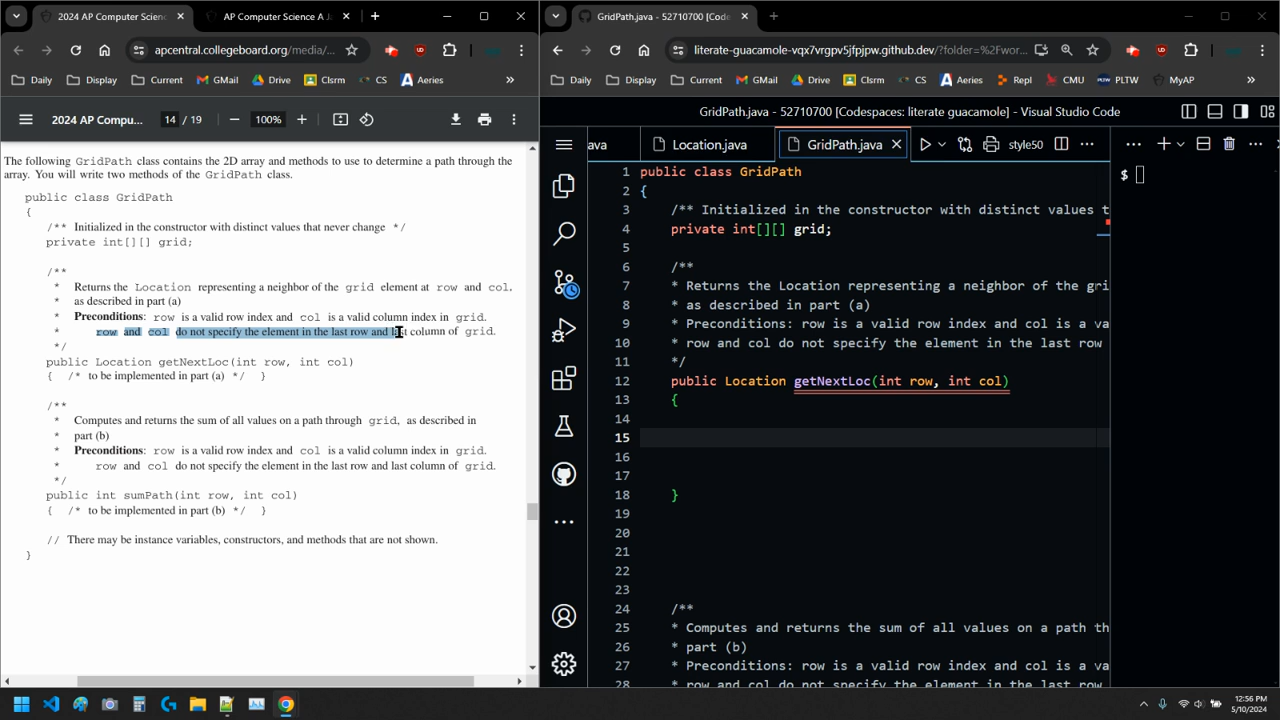 2024 AP Computer Scienc
AP Computer Science A Ja
GridPath.java - 52710700 [Code
apcentral.collegeboard.org/media/...
literate-guacamole-vqx7vrgpv5jfpjpw.github.dev/?folder=%2Fwor...
Daily
Display
Current
GMail
Drive
Clsrm
CS
Aeries
»
Daily
Display
Current
GMail
Drive
Clsrm
CS
Aeries
Repl
CMU
PLTW
MyAP
»
2024 AP Compu...
14 / 19
100%
The following GridPath class contains the 2D array and methods to use to determine a path through the
array. You will write two methods of the GridPath class.
public class GridPath
{
/** Initialized in the constructor with distinct values that never change */
private int[][] grid;
/**
* Returns the Location representing a neighbor of the grid element at row and col,
* as described in part (a)
* Preconditions: row is a valid row index and col is a valid column index in grid.
* row and col do not specify the element in the last row and last column of grid.
*/
public Location getNextLoc(int row, int col)
{ /* to be implemented in part (a) */ }
/**
* Computes and returns the sum of all values on a path through grid, as described in
* part (b)
* Preconditions: row is a valid row index and col is a valid column index in grid.
* row and col do not specify the element in the last row and last column of grid.
*/
public int sumPath(int row, int col)
{ /* to be implemented in part (b) */ }
// There may be instance variables, constructors, and methods that are not shown.
}
GridPath.java - 52710700 [Codespaces: literate guacamole] - Visual Studio Code
ava
Location.java
GridPath.java
style50
$
1 public class GridPath
2 {
3 /** Initialized in the constructor with distinct values t
4 private int[][] grid;
5
6 /**
7 * Returns the Location representing a neighbor of the gri
8 * as described in part (a)
9 * Preconditions: row is a valid row index and col is a va
10 * row and col do not specify the element in the last row
11 */
12 public Location getNextLoc(int row, int col)
13 {
14
15
16
17
18 }
19
20
21
22
23
24 /**
25 * Computes and returns the sum of all values on a path th
26 * part (b)
27 * Preconditions: row is a valid row index and col is a va
28 * row and col do not specify the element in the last row
12:56 PM
5/10/2024